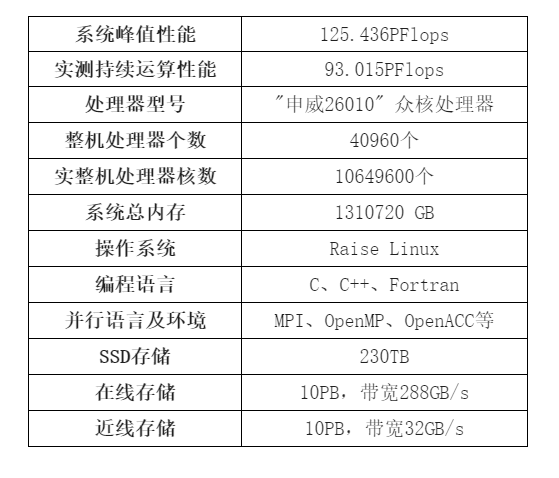 系统峰值性能 125.436PFlops
实测持续运算性能 93.015PFlops
处理器型号 "申威26010" 众核处理器
整机处理器个数 40960个
实整机处理器核数 10649600个
系统总内存 1310720 GB
操作系统 Raise Linux
编程语言 C、C++、Fortran
并行语言及环境 MPI、OpenMP、OpenACC等
SSD存储 230TB
在线存储 10PB，带宽288GB/s
近线存储 10PB，带宽32GB/s